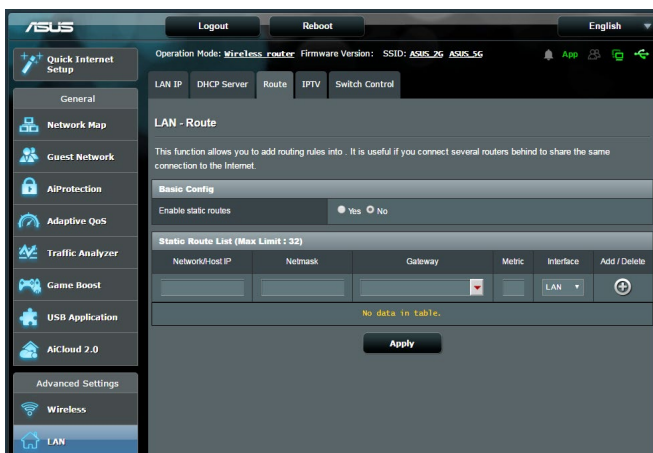 ASUS
Logout
Reboot
English
Quick Internet Setup
Operation Mode: Wireless router Firmware Version: SSID: ASUS_2G ASUS_5G
App
LAN IP DHCP Server Route IPTV Switch Control
General
Network Map
Guest Network
AiProtection
Adaptive QoS
Traffic Analyzer
Game Boost
USB Application
AiCloud 2.0
Advanced Settings
Wireless
LAN
LAN - Route
This function allows you to add routing rules into . It is useful if you connect several routers behind to share the same
connection to the Internet.
Basic Config
Enable static routes Yes No
Static Route List (Max Limit : 32)
Network/Host IP Netmask Gateway Metric Interface Add / Delete
LAN
No data in table.
Apply